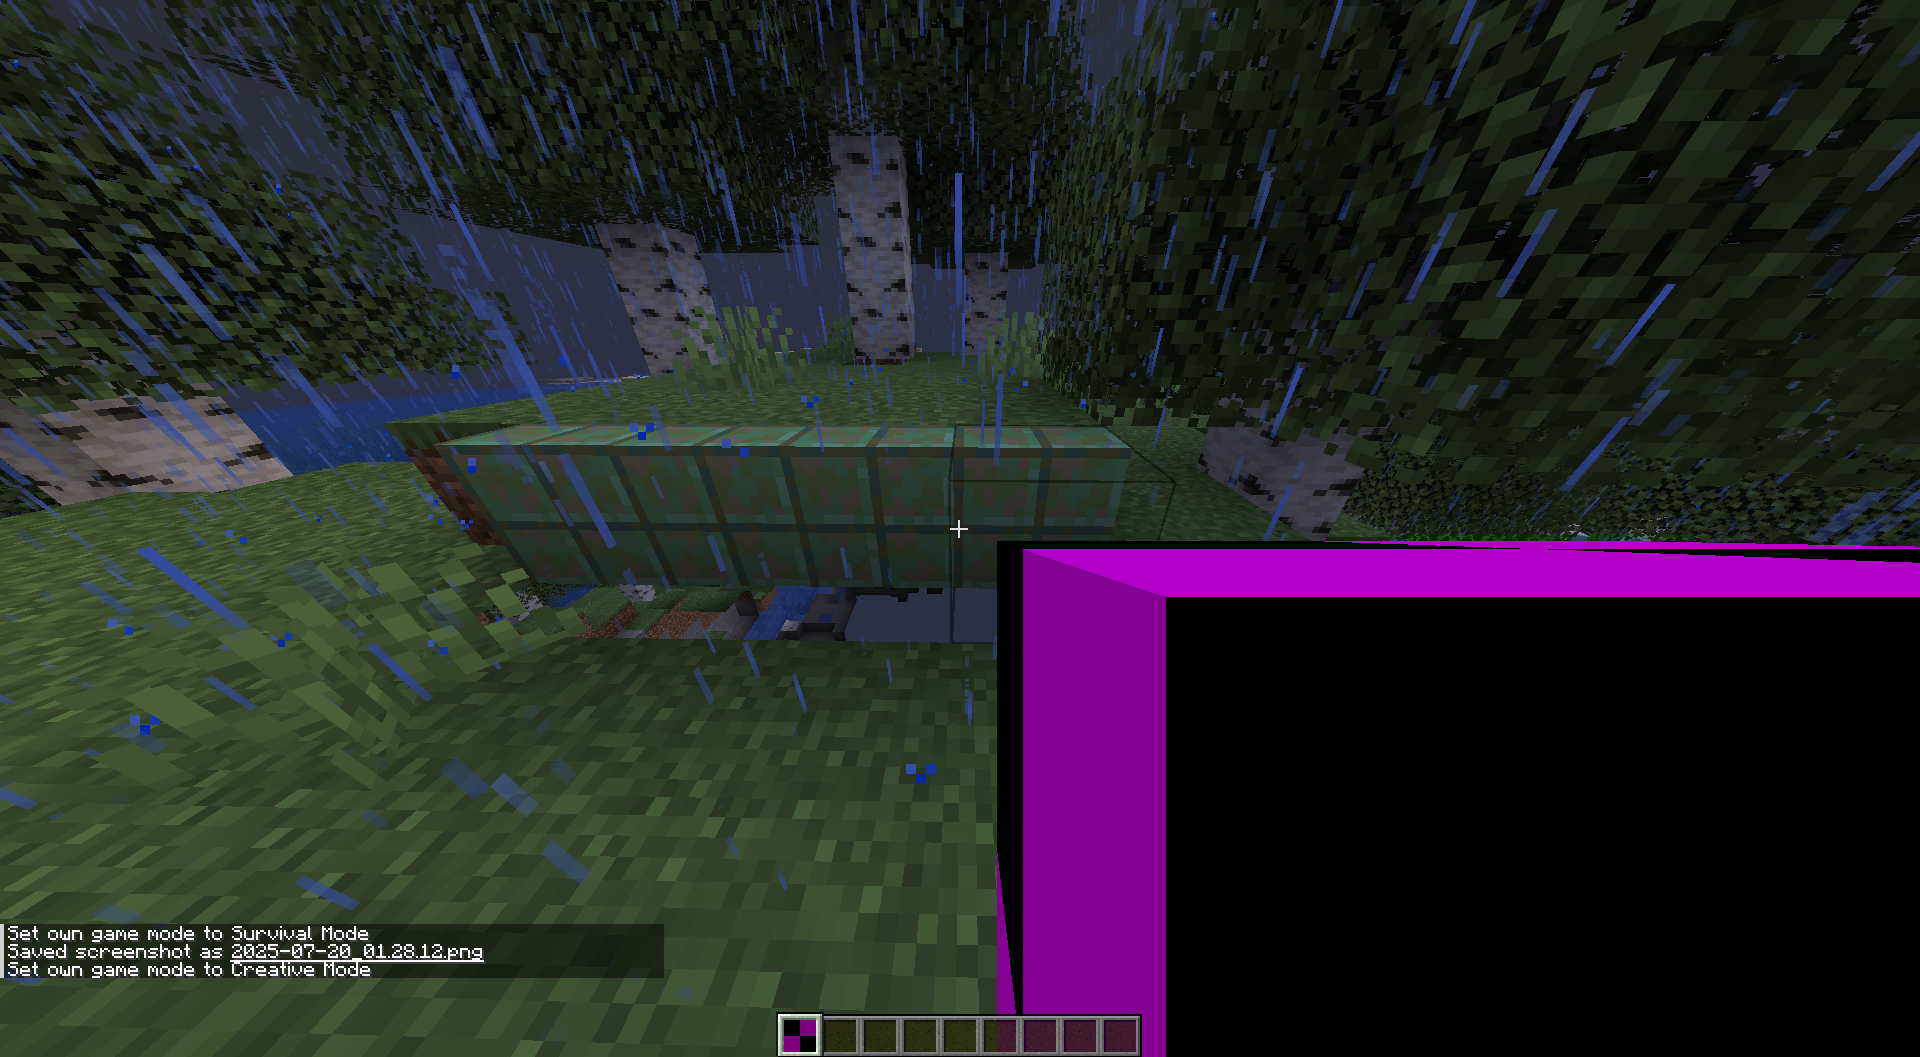 Set own game mode to Survival Mode
Saved screenshot as 2025-07-20_01.28.12.png
Set own game mode to Creative Mode